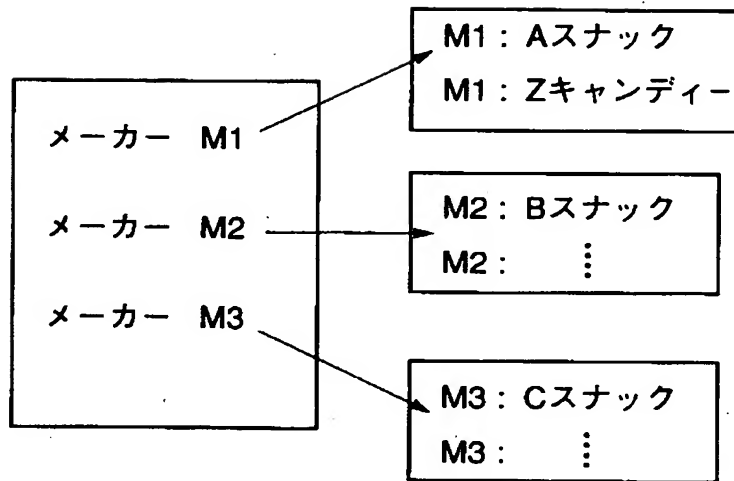 メーカー M1
メーカー M2
メーカー M3
M1 : Aスナック
M1 : Zキャンディー
M2 : Bスナック
M2 : ⋮
M3 : Cスナック
M3 : ⋮